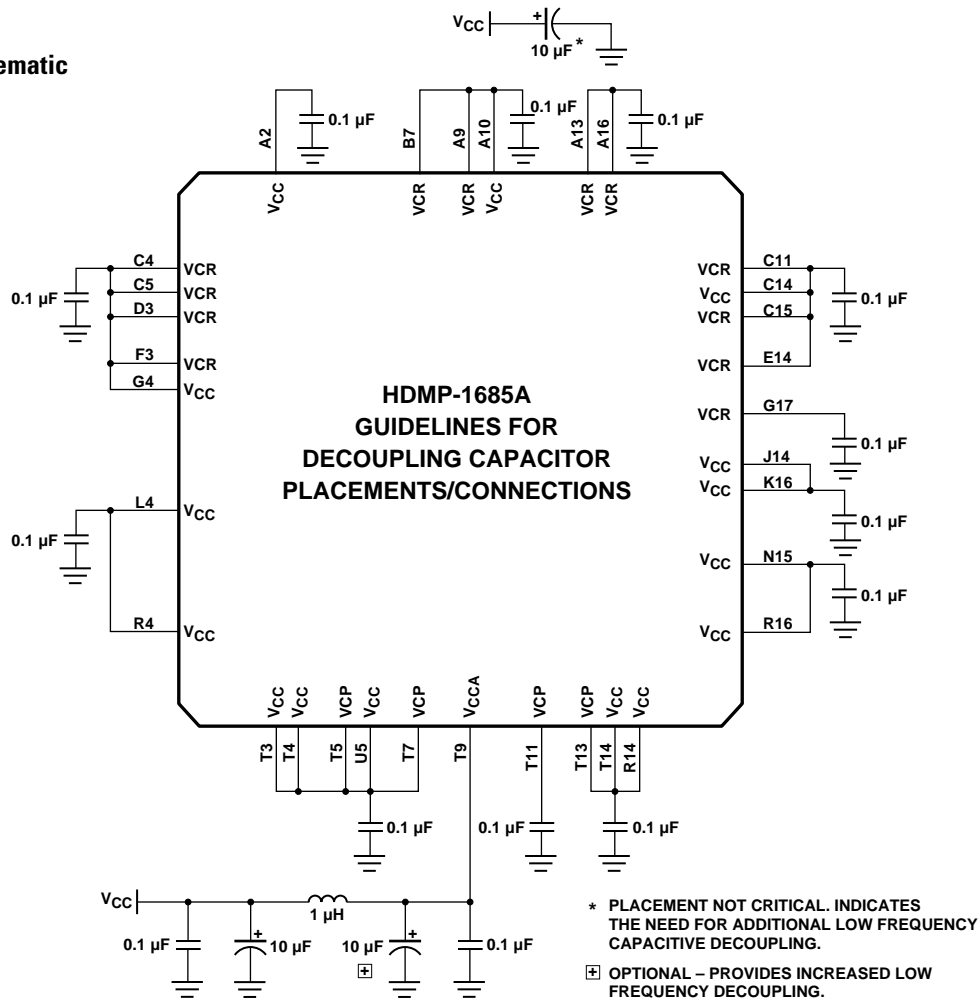 ematic
VCC
+
10 µF *
A2
0.1 µF
B7
A9
A10
0.1 µF
A13
A16
0.1 µF
VCC
VCR
VCR
VCC
VCR
VCR
C4 VCR
C5 VCR
0.1 µF
D3 VCR
F3 VCR
G4 VCC
L4 VCC
0.1 µF
R4 VCC
HDMP-1685A
GUIDELINES FOR
DECOUPLING CAPACITOR
PLACEMENTS/CONNECTIONS
VCR C11
VCC C14
0.1 µF
VCR C15
VCR E14
VCR G17
0.1 µF
VCC J14
VCC K16
0.1 µF
VCC N15
0.1 µF
VCC R16
VCC
VCC
VCP
VCC
VCP
VCCA
VCP
VCP
VCC
VCC
T3
T4
T5
U5
T7
T9
T11
T13
T14
R14
0.1 µF
0.1 µF
0.1 µF
VCC
0.1 µF
+
10 µF
1 µH
10 µF
+
+
0.1 µF
* PLACEMENT NOT CRITICAL. INDICATES
THE NEED FOR ADDITIONAL LOW FREQUENCY
CAPACITIVE DECOUPLING.
+ OPTIONAL – PROVIDES INCREASED LOW
FREQUENCY DECOUPLING.